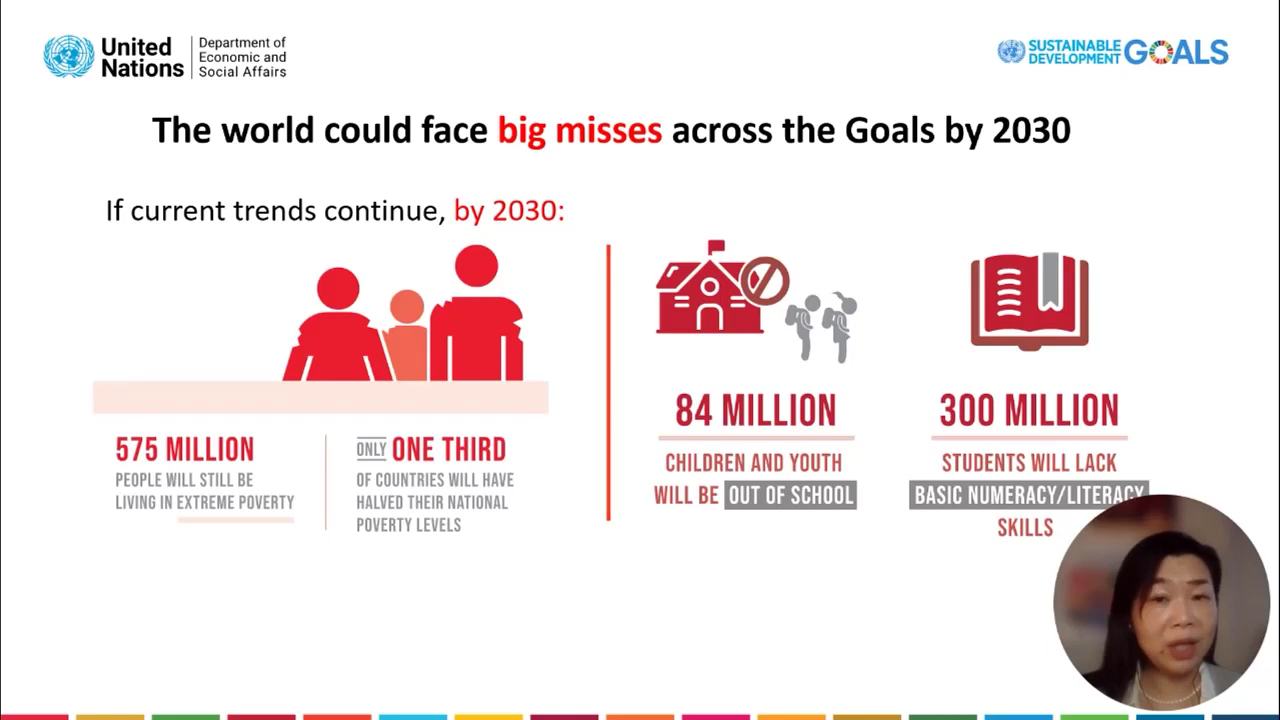 United
Nations
Department of
Economic and
Social Affairs
SUSTAINABLE
DEVELOPMENT
GOALS
The world could face big misses across the Goals by 2030
If current trends continue, by 2030:
575 MILLION
PEOPLE WILL STILL BE
LIVING IN EXTREME POVERTY
ONLY ONE THIRD
OF COUNTRIES WILL HAVE
HALVED THEIR NATIONAL
POVERTY LEVELS
84 MILLION
CHILDREN AND YOUTH
WILL BE OUT OF SCHOOL
300 MILLION
STUDENTS WILL LACK
BASIC NUMERACY/LITERACY
SKILLS